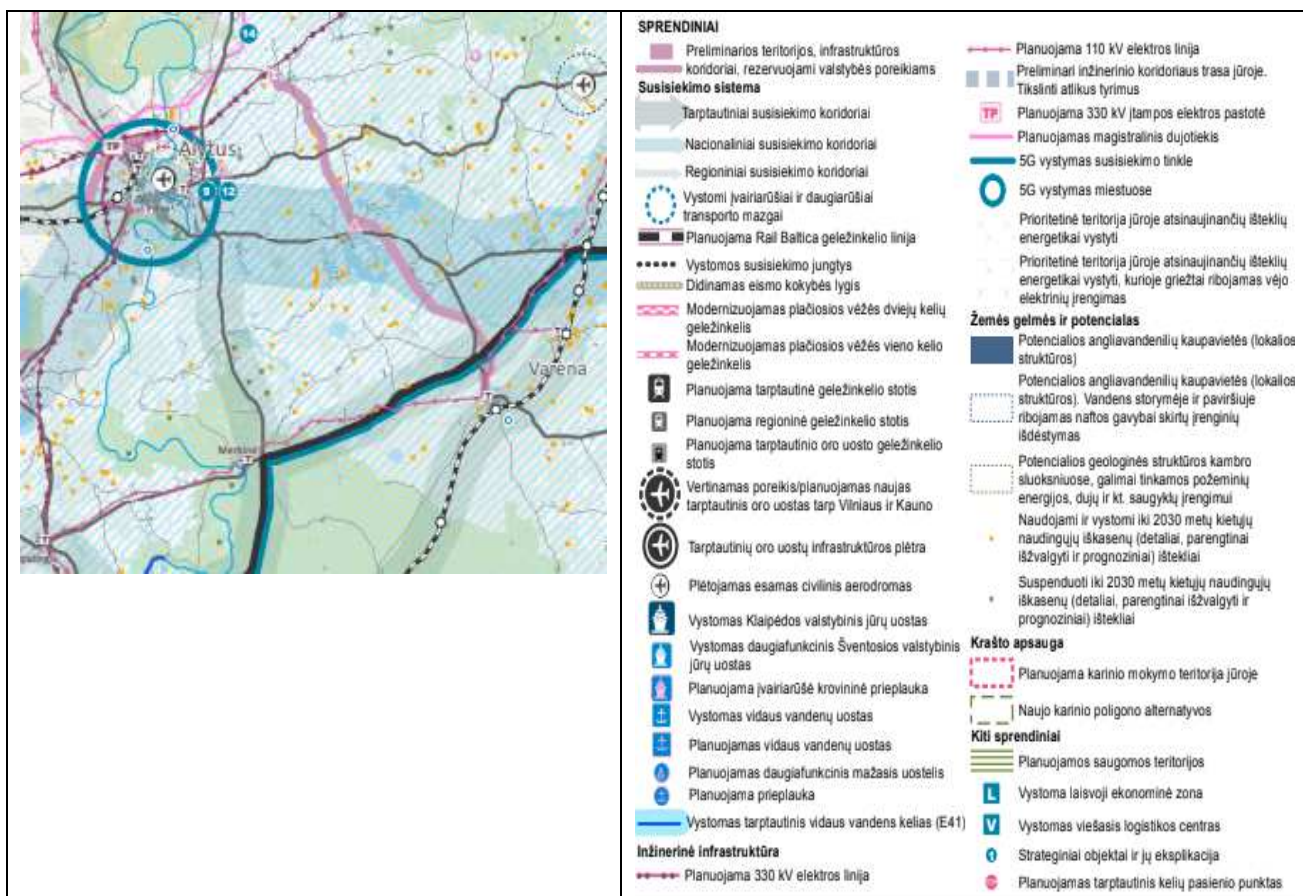 14
Alytus
TP
9
12
Varėna
Merkinė
T
SPRENDINIAI
Preliminarios teritorijos, infrastruktūros
koridoriai, rezervuojami valstybės poreikiams
Susisiekimo sistema
Tarptautiniai susisiekimo koridoriai
Nacionaliniai susisiekimo koridoriai
Regioniniai susisiekimo koridoriai
Vystomi įvairiarūšiai ir daugiarūšiai
transporto mazgai
Planuojama Rail Baltica geležinkelio linija
Vystomos susisiekimo jungtys
Didinamas eismo kokybės lygis
Modernizuojamas plačiosios vėžės dviejų kelių
geležinkelis
Modernizuojamas plačiosios vėžės vieno kelio
geležinkelis
Planuojama tarptautinė geležinkelio stotis
Planuojama regioninė geležinkelio stotis
Planuojama tarptautinio oro uosto geležinkelio
stotis
Vertinamas poreikis/planuojamas naujas
tarptautinis oro uostas tarp Vilniaus ir Kauno
Tarptautinių oro uostų infrastruktūros plėtra
Plėtojamas esamas civilinis aerodromas
Vystomas Klaipėdos valstybinis jūrų uostas
Vystomas daugiafunkcinis Šventosios valstybinis
jūrų uostas
Planuojama įvairiarūšė krovininė prieplauka
Vystomas vidaus vandenų uostas
Planuojamas vidaus vandenų uostas
Planuojamas daugiafunkcinis mažasis uostelis
Planuojama prieplauka
Vystomas tarptautinis vidaus vandens kelias (E41)
Inžinerinė infrastruktūra
Planuojama 330 kV elektros linija
Planuojama 110 kV elektros linija
Preliminari inžinerinio koridoriaus trasa jūroje.
Tikslinti atlikus tyrimus
TP
Planuojama 330 kV įtampos elektros pastotė
Planuojamas magistralinis dujotiekis
5G vystymas susisiekimo tinkle
5G vystymas miestuose
Prioritetinė teritorija jūroje atsinaujinančių išteklių
energetikai vystyti
Prioritetinė teritorija jūroje atsinaujinančių išteklių
energetikai vystyti, kurioje griežtai ribojamas vėjo
elektrinių įrengimas
Žemės gelmės ir potencialas
Potencialios angliavandenilių kaupavietės (lokalios
struktūros)
Potencialios angliavandenilių kaupavietės (lokalios
struktūros). Vandens storymėje ir paviršiuje
ribojamas naftos gavybai skirtų įrenginių
išdėstymas
Potencialios geologinės struktūros kambro
sluoksniuose, galimai tinkamos požeminių
energijos, dujų ir kt. saugyklų įrengimui
Naudojami ir vystomi iki 2030 metų kietųjų
naudingųjų iškasenų (detaliai, parengtinai
išžvalgyti ir prognoziniai) ištekliai
Suspenduoti iki 2030 metų kietųjų naudingųjų
iškasenų (detaliai, parengtinai išžvalgyti ir
prognoziniai) ištekliai
Krašto apsauga
Planuojama karinio mokymo teritorija jūroje
Naujo karinio poligono alternatyvos
Kiti sprendiniai
Planuojamos saugomos teritorijos
L
Vystoma laisvoji ekonominė zona
V
Vystomas viešasis logistikos centras
1
Strateginiai objektai ir jų eksplikacija
Planuojamas tarptautinis kelių pasienio punktas